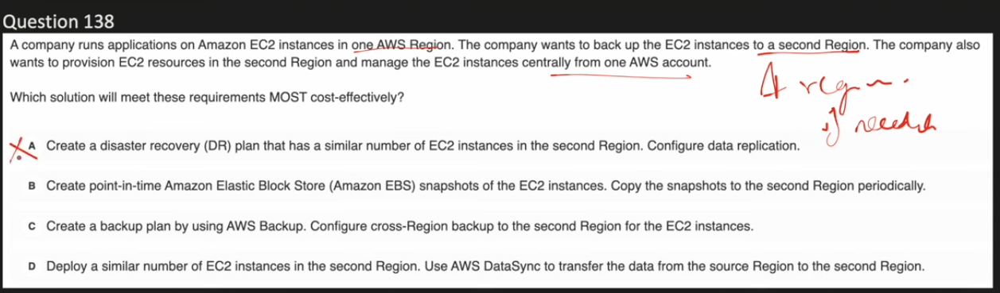 Question 138
A company runs applications on Amazon EC2 instances in one AWS Region. The company wants to back up the EC2 instances to a second Region. The company also
wants to provision EC2 resources in the second Region and manage the EC2 instances centrally from one AWS account.
Which solution will meet these requirements MOST cost-effectively?
A Create a disaster recovery (DR) plan that has a similar number of EC2 instances in the second Region. Configure data replication.
B Create point-in-time Amazon Elastic Block Store (Amazon EBS) snapshots of the EC2 instances. Copy the snapshots to the second Region periodically.
C Create a backup plan by using AWS Backup. Configure cross-Region backup to the second Region for the EC2 instances.
D Deploy a similar number of EC2 instances in the second Region. Use AWS DataSync to transfer the data from the source Region to the second Region.
if needed